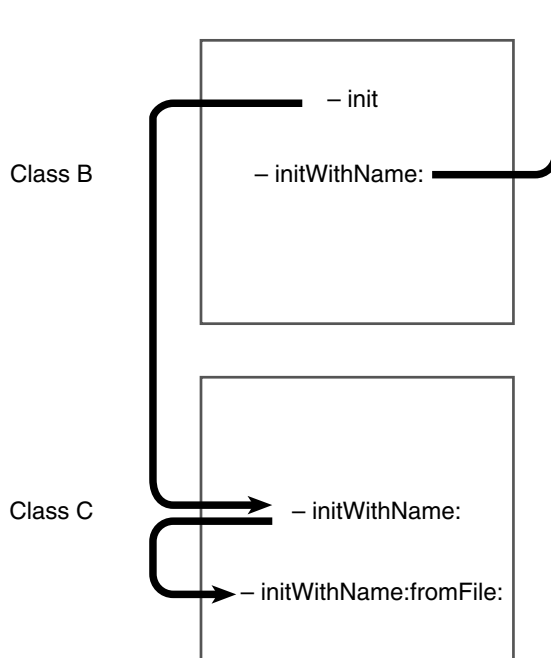 – init
Class B
– initWithName:
Class C
– initWithName:
– initWithName:fromFile: